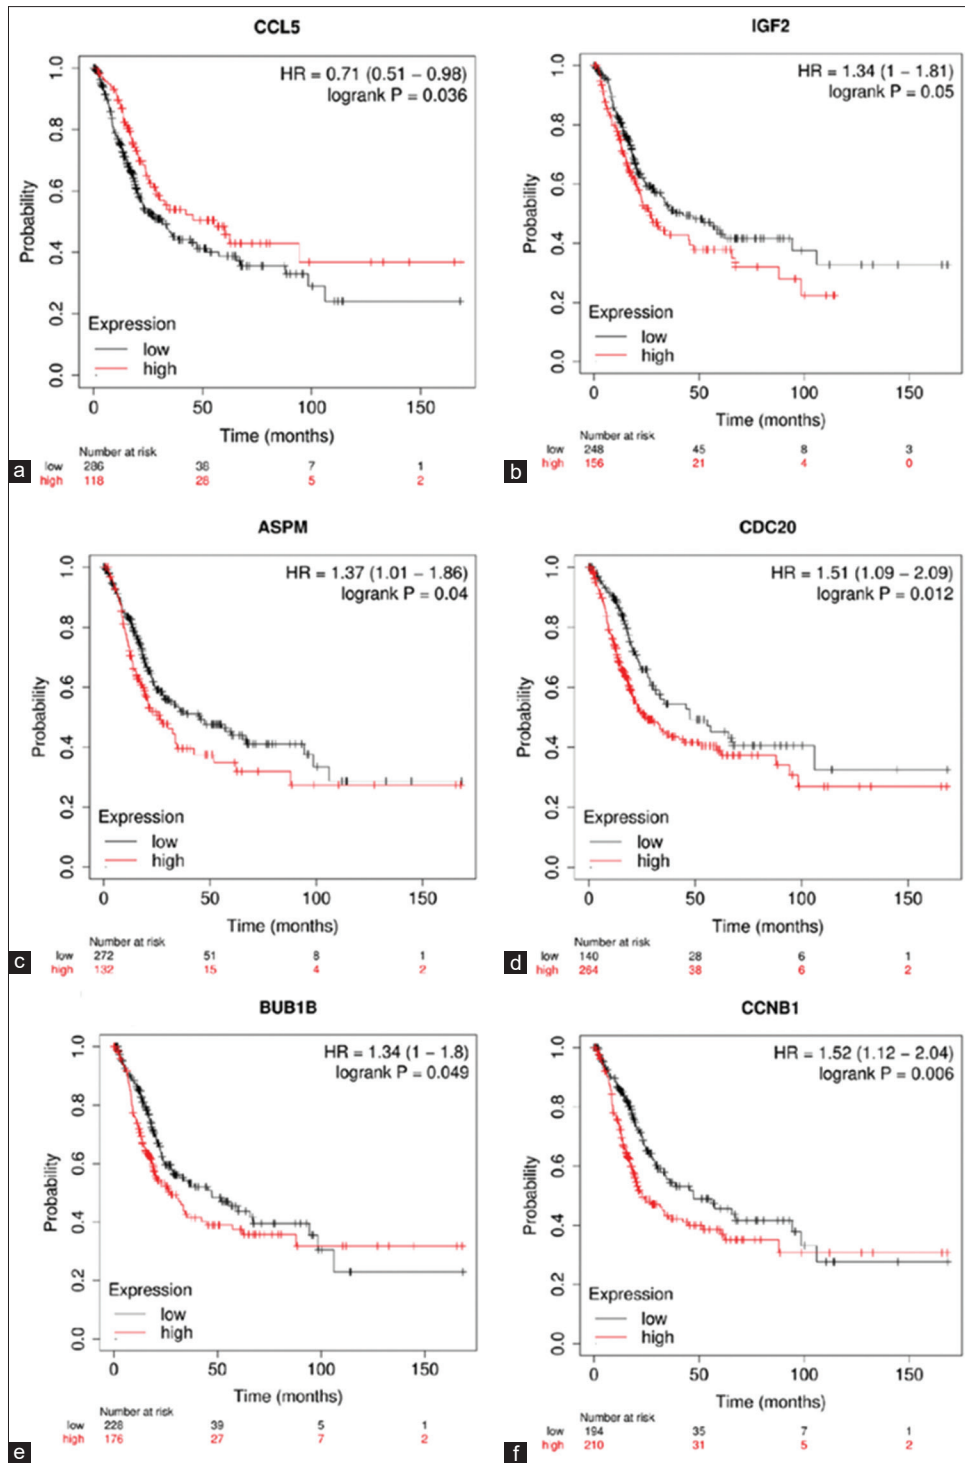 CCL5
HR = 0.71 (0.51 – 0.98)
logrank P = 0.036
Probability
1.0
0.8
0.6
0.4
0.2
0.0
Expression
low
high
0 50 100 150
Time (months)
Number at risk
low 286 36 7 1
high 118 28 5 2
a
IGF2
HR = 1.34 (1 – 1.81)
logrank P = 0.05
Probability
1.0
0.8
0.6
0.4
0.2
0.0
Expression
low
high
0 50 100 150
Time (months)
Number at risk
low 248 45 8 3
high 156 21 4 0
b
ASPM
HR = 1.37 (1.01 – 1.86)
logrank P = 0.04
Probability
1.0
0.8
0.6
0.4
0.2
0.0
Expression
low
high
0 50 100 150
Time (months)
Number at risk
low 272 51 8 1
high 132 15 4 2
c
CDC20
HR = 1.51 (1.09 – 2.09)
logrank P = 0.012
Probability
1.0
0.8
0.6
0.4
0.2
0.0
Expression
low
high
0 50 100 150
Time (months)
Number at risk
low 140 28 6 1
high 264 38 6 2
d
BUB1B
HR = 1.34 (1 – 1.8)
logrank P = 0.049
Probability
1.0
0.8
0.6
0.4
0.2
0.0
Expression
low
high
0 50 100 150
Time (months)
Number at risk
low 228 39 5 1
high 176 27 7 2
e
CCNB1
HR = 1.52 (1.12 – 2.04)
logrank P = 0.006
Probability
1.0
0.8
0.6
0.4
0.2
0.0
Expression
low
high
0 50 100 150
Time (months)
Number at risk
low 194 35 7 1
high 210 31 5 2
f